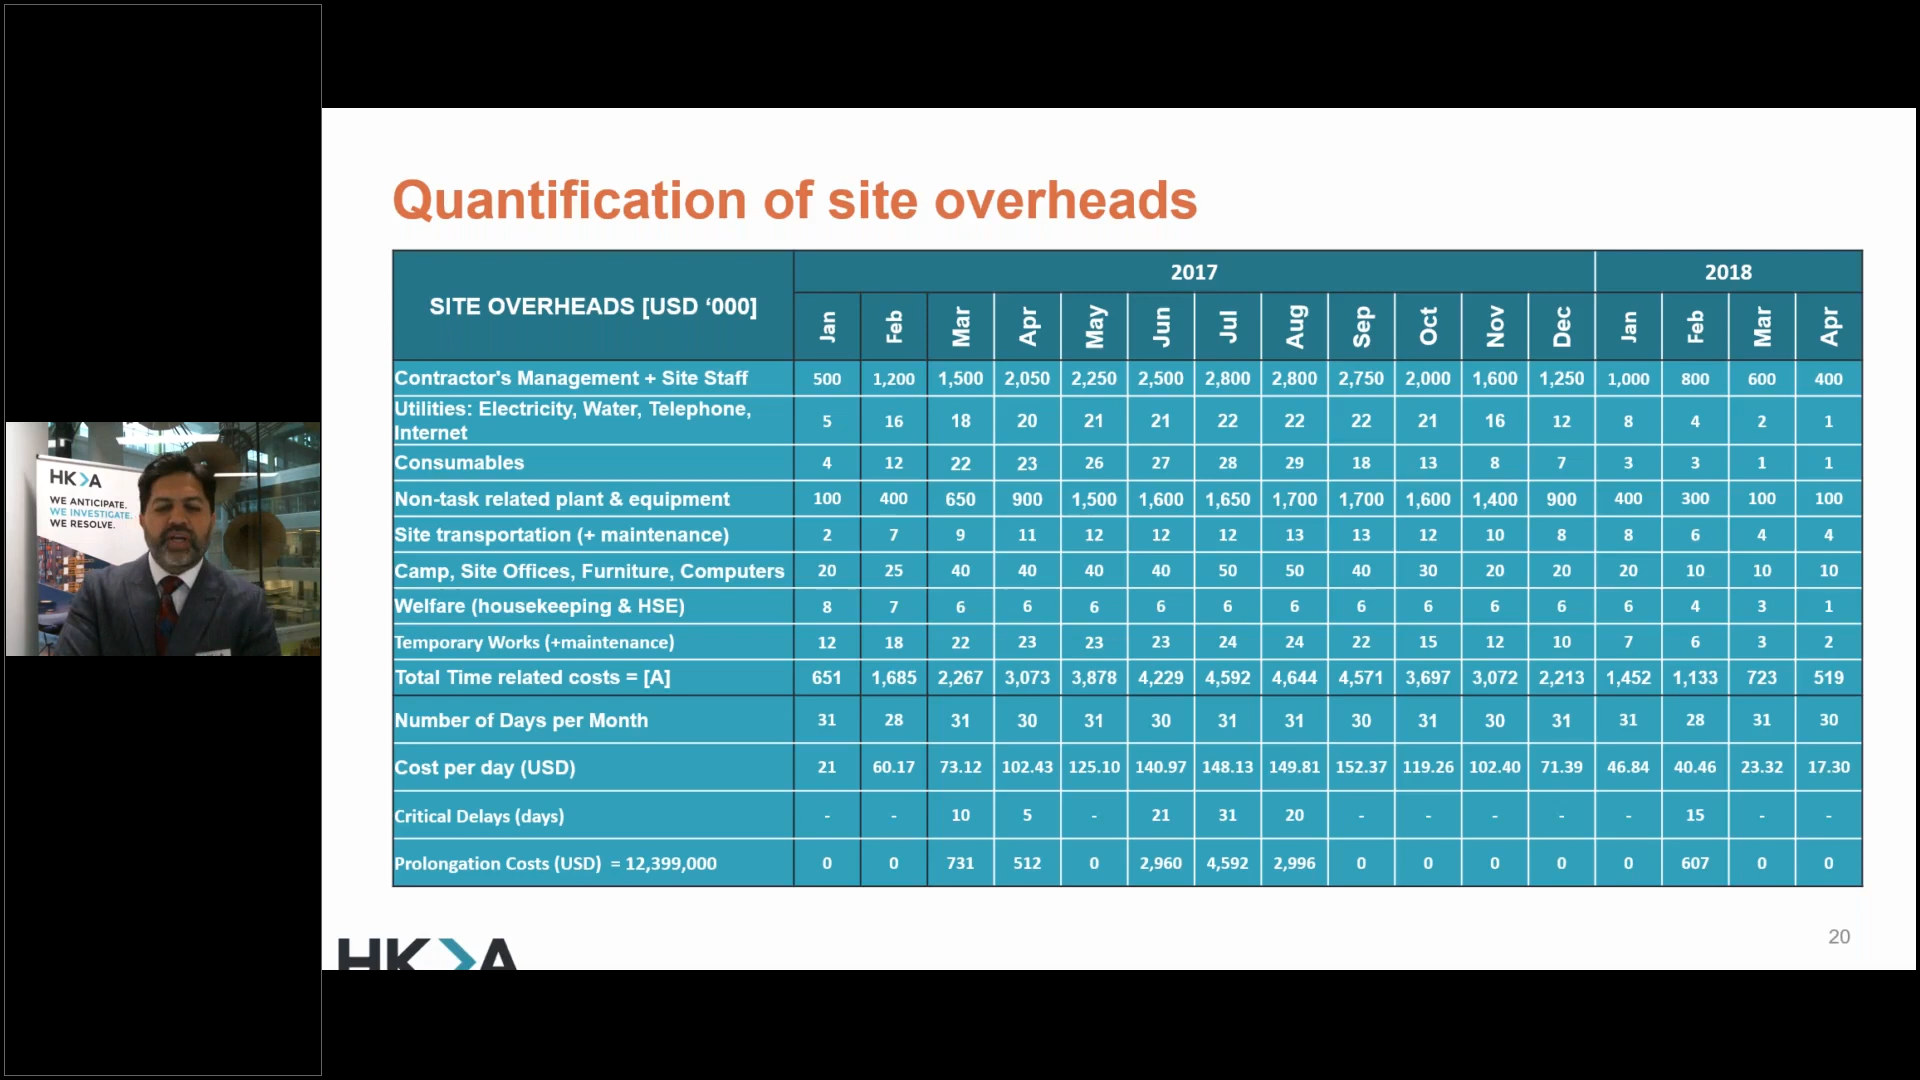 HKA
WE ANTICIPATE.
WE INVESTIGATE.
WE RESOLVE.
Quantification of site overheads
SITE OVERHEADS [USD ‘000] 2017 2018
Jan Feb Mar Apr May Jun Jul Aug Sep Oct Nov Dec Jan Feb Mar Apr
Contractor's Management + Site Staff 500 1,200 1,500 2,050 2,250 2,500 2,800 2,800 2,750 2,000 1,600 1,250 1,000 800 600 400
Utilities: Electricity, Water, Telephone,
Internet 5 16 18 20 21 21 22 22 22 21 16 12 8 4 2 1
Consumables 4 12 22 23 26 27 28 29 18 13 8 7 3 3 1 1
Non-task related plant & equipment 100 400 650 900 1,500 1,600 1,650 1,700 1,700 1,600 1,400 900 400 300 100 100
Site transportation (+ maintenance) 2 7 9 11 12 12 12 13 13 12 10 8 8 6 4 4
Camp, Site Offices, Furniture, Computers 20 25 40 40 40 40 50 50 40 30 20 20 20 10 10 10
Welfare (housekeeping & HSE) 8 7 6 6 6 6 6 6 6 6 6 6 6 4 3 1
Temporary Works (+maintenance) 12 18 22 23 23 23 24 24 22 15 12 10 7 6 3 2
Total Time related costs = [A] 651 1,685 2,267 3,073 3,878 4,229 4,592 4,644 4,571 3,697 3,072 2,213 1,452 1,133 723 519
Number of Days per Month 31 28 31 30 31 30 31 31 30 31 30 31 31 28 31 30
Cost per day (USD) 21 60.17 73.12 102.43 125.10 140.97 148.13 149.81 152.37 119.26 102.40 71.39 46.84 40.46 23.32 17.30
Critical Delays (days) - - 10 5 - 21 31 20 - - - - - 15 - -
Prolongation Costs (USD) = 12,399,000 0 0 731 512 0 2,960 4,592 2,996 0 0 0 0 0 607 0 0
HKA
20